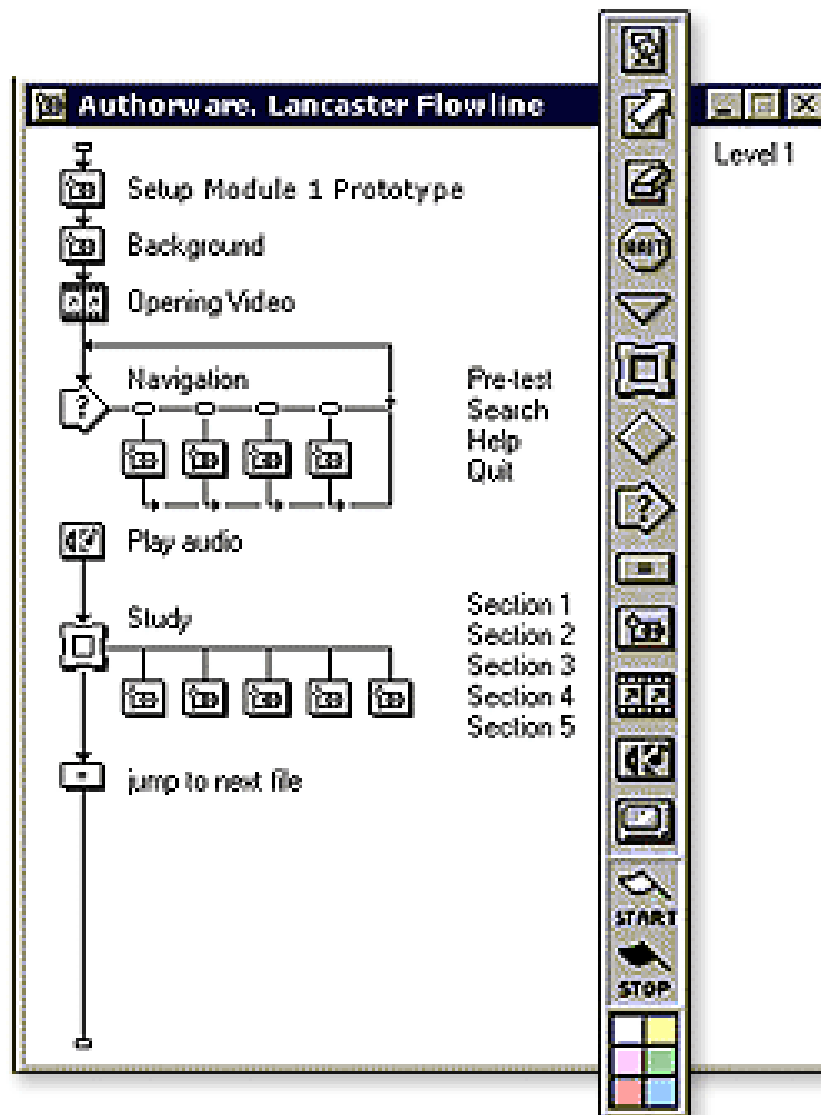 Authorware. Lancaster Flowline
Level 1
Setup Module 1 Prototype
Background
Opening Video
Navigation
Pre-test
Search
Help
Quit
?
Play audio
Study
Section 1
Section 2
Section 3
Section 4
Section 5
=
jump to next file
WAIT
?
=
START
STOP